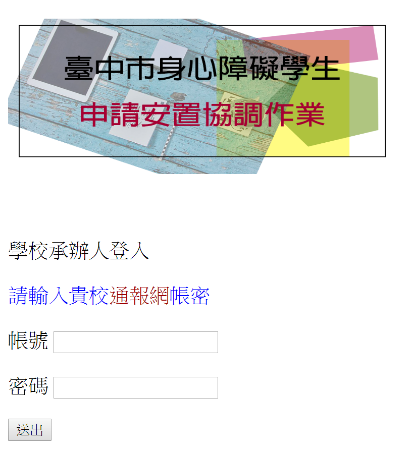 臺中市身心障礙學生
申請安置協調作業
學校承辦人登入
請輸入貴校通報網帳密
帳號
密碼
送出